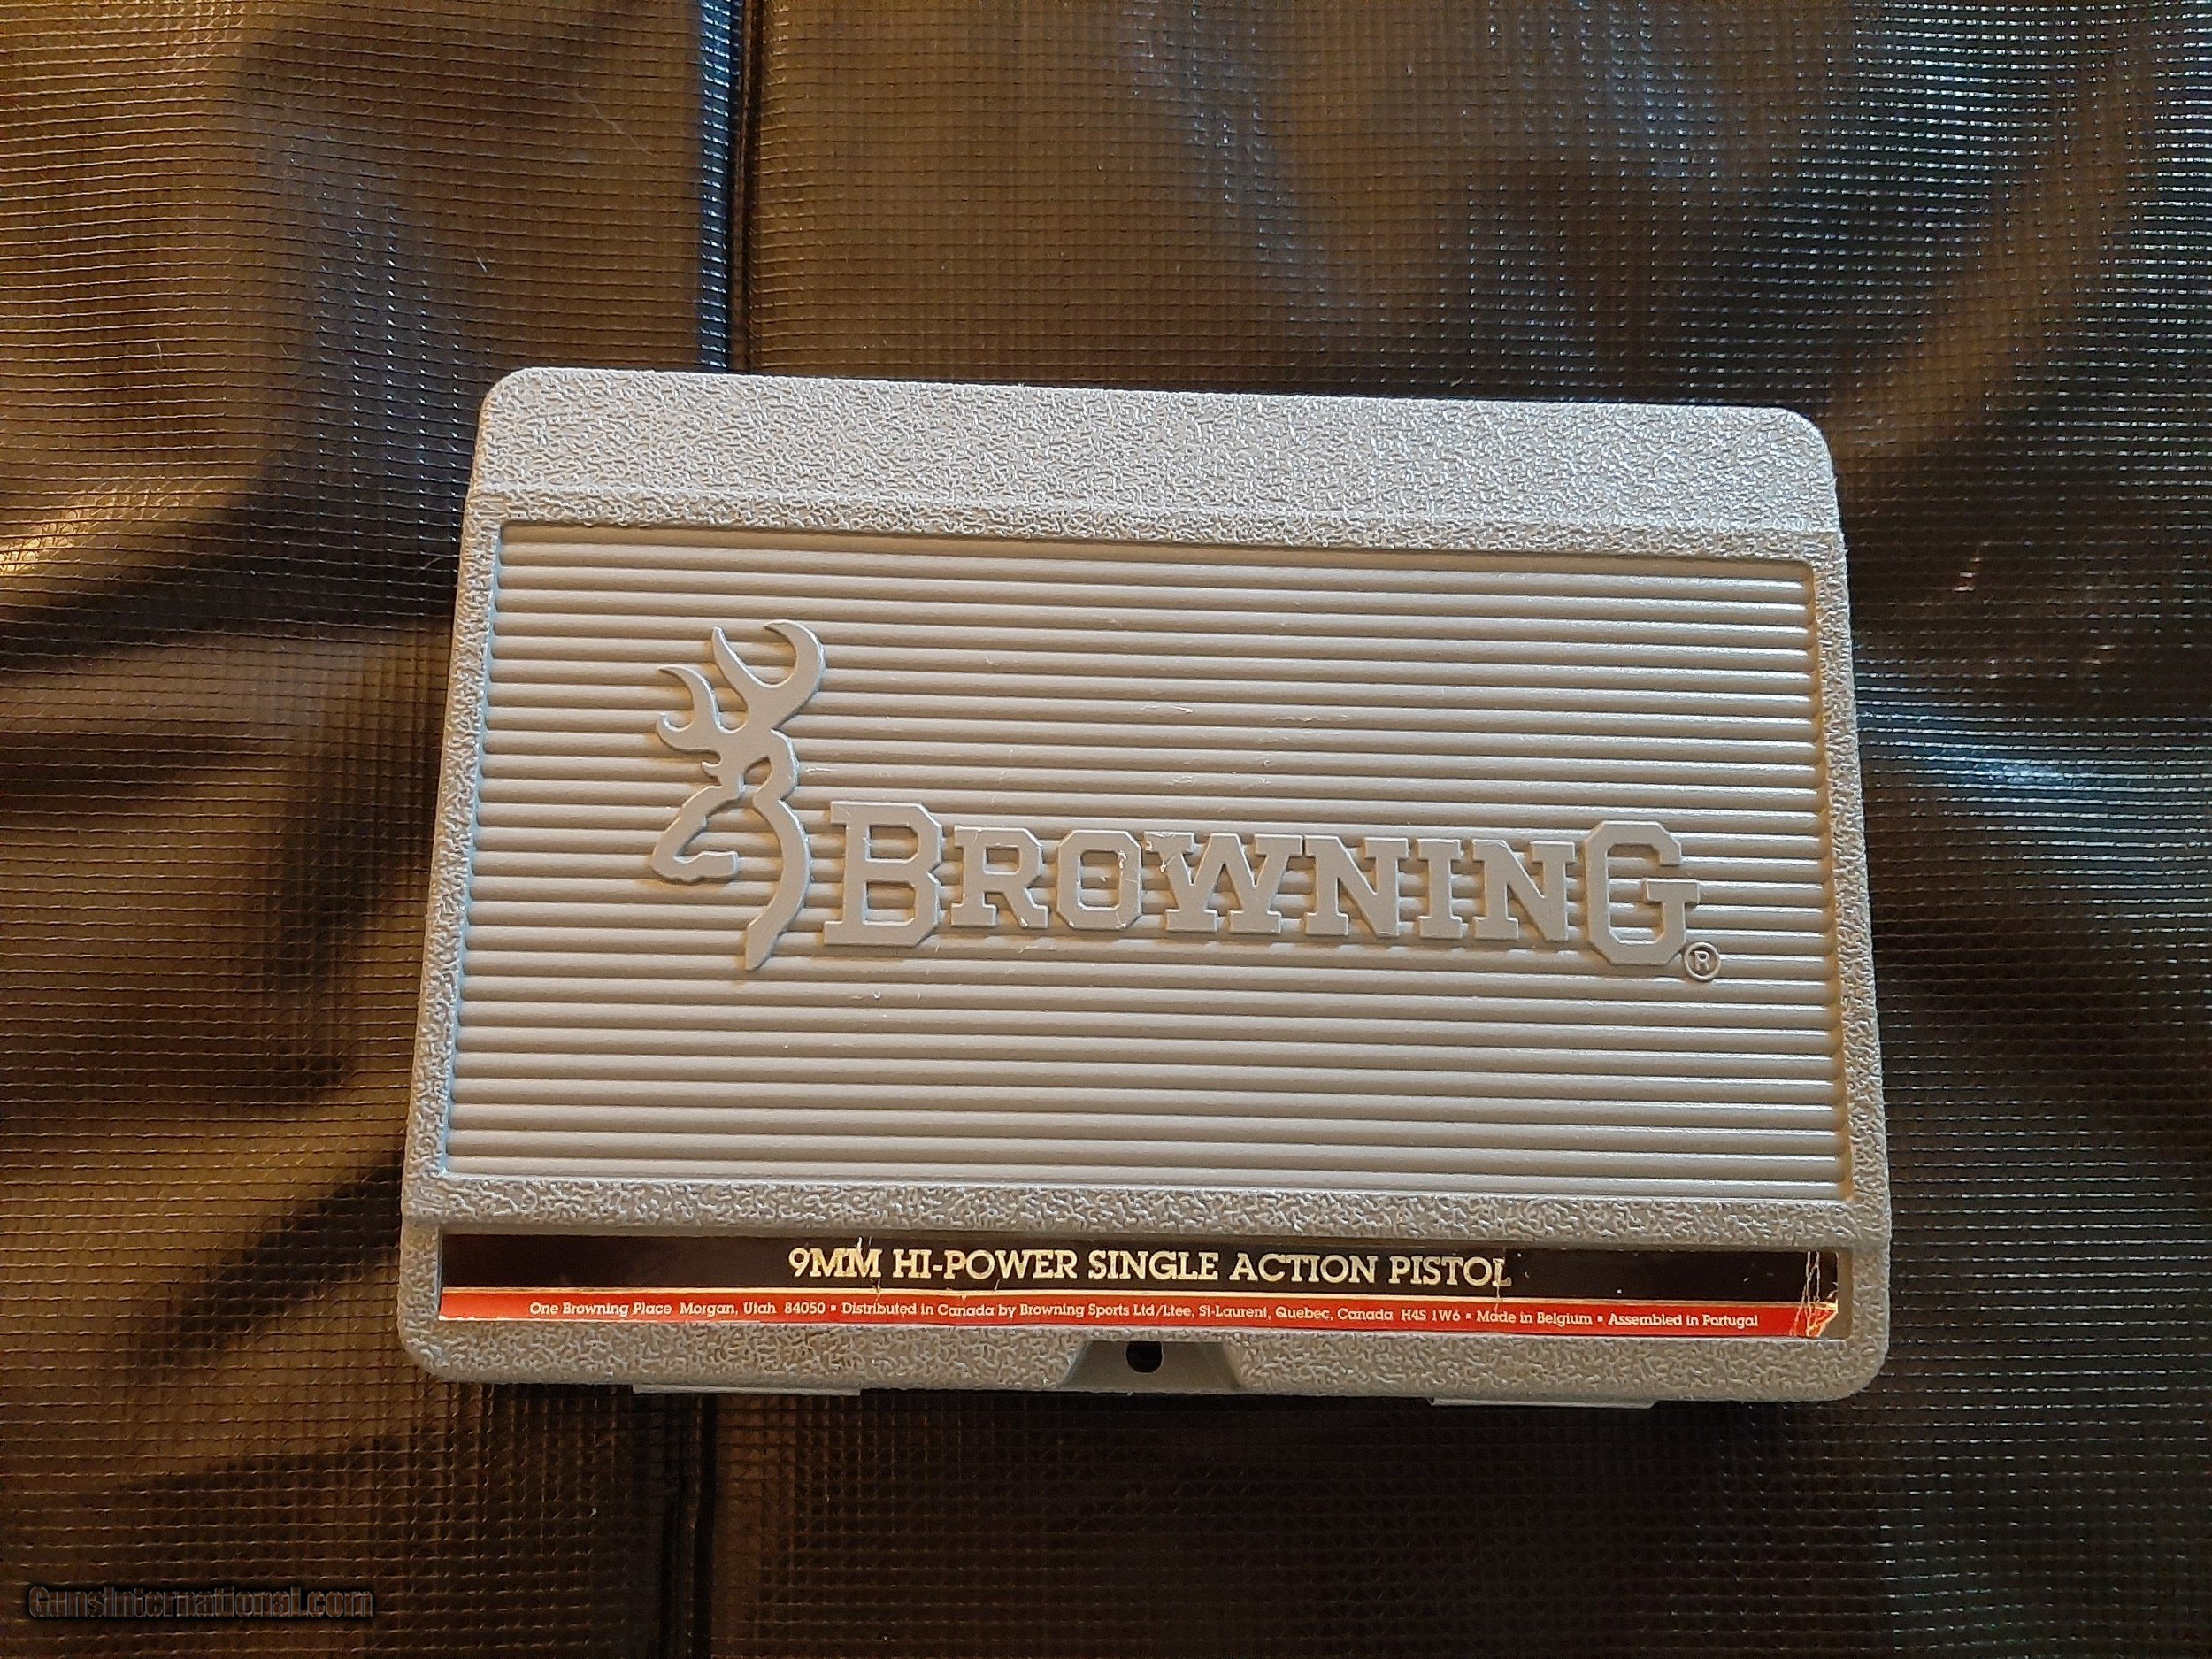 BROWNING®
9MM HI-POWER SINGLE ACTION PISTOL
One Browning Place Morgan, Utah 84050 ▪ Distributed in Canada by Browning Sports Ltd/Ltee, St-Laurent, Quebec, Canada H4S 1W6 ▪ Made in Belgium ▪ Assembled in Portugal
GunsInternational.com